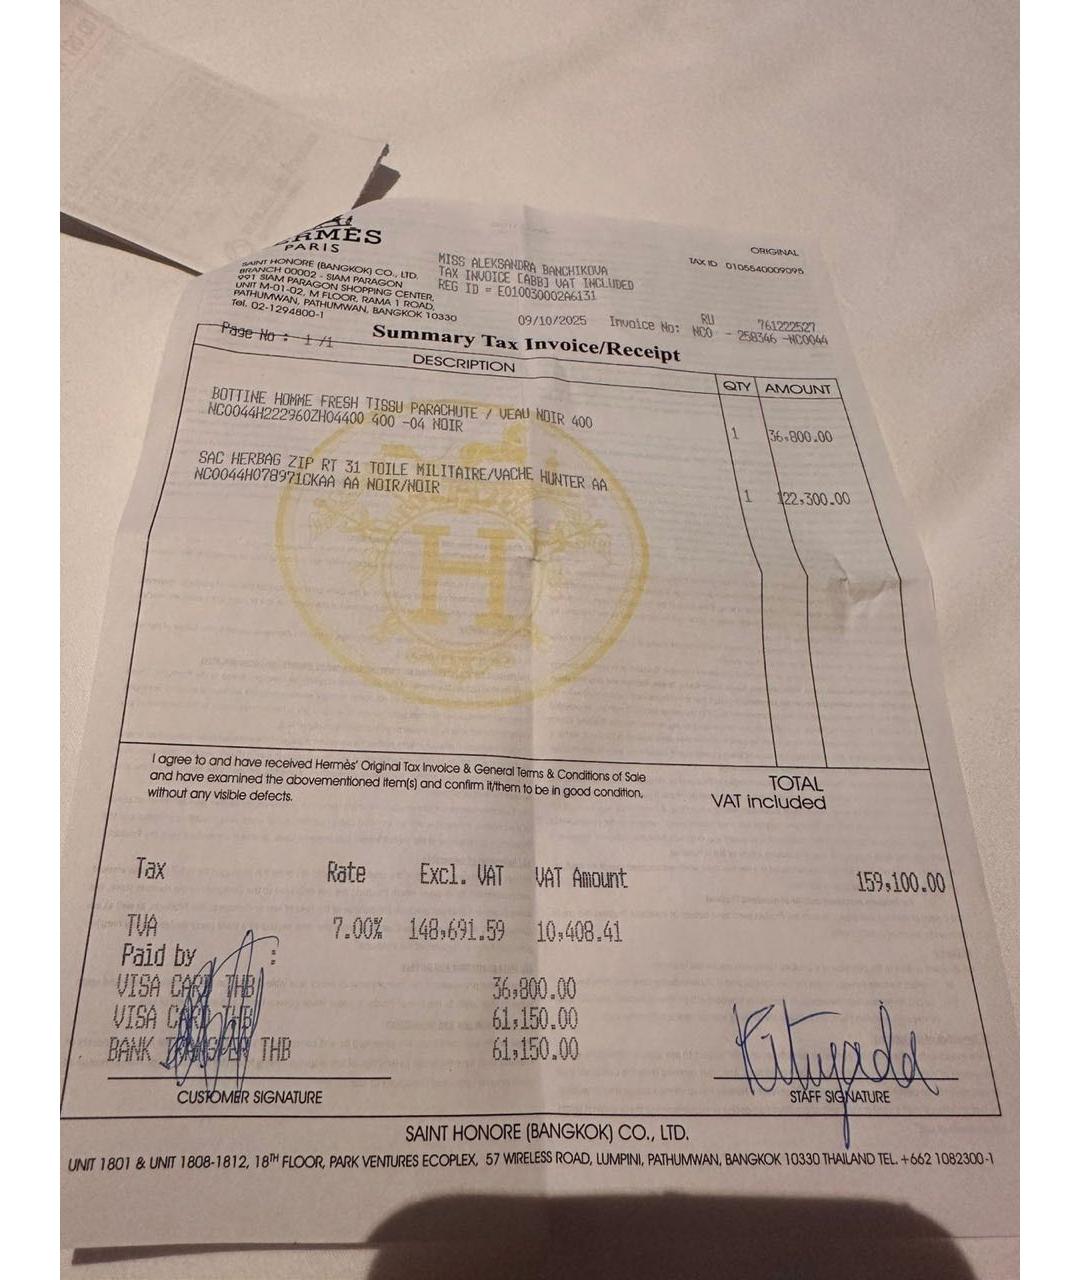 HERMÈS
PARIS
SAINT HONORE (BANGKOK) CO., LTD.
BRANCH 00002 - SIAM PARAGON
991 SIAM PARAGON SHOPPING CENTER,
UNIT M-01-02, M FLOOR, RAMA 1 ROAD,
PATHUMWAN, PATHUMWAN, BANGKOK 10330
Tel. 02-1294800-1
MISS ALEKSANDRA BANCHIKOVA
TAX INVOICE [ABB] VAT INCLUDED
REG ID = E010030002A6131
ORIGINAL
TAX ID 0105540009095
09/10/2025 Invoice No: RU 761222527
NCO - 258346 -NC0044
Page No : 1 /1
Summary Tax Invoice/Receipt
DESCRIPTION QTY AMOUNT
BOTTINE HOMME FRESH TISSU PARACHUTE / VEAU NOIR 400
NC0044H222960ZH04400 400 -04 NOIR 1 36,800.00
SAC HERBAG ZIP RT 31 TOILE MILITAIRE/VACHE HUNTER AA
NC0044H078971CKAA AA NOIR/NOIR 1 122,300.00
H
I agree to and have received Hermès' Original Tax Invoice & General Terms & Conditions of Sale
and have examined the abovementioned item(s) and confirm it/them to be in good condition,
without any visible defects.
TOTAL
VAT included
159,100.00
Tax Rate Excl. VAT VAT Amount
TVA 7.00% 148,691.59 10,408.41
Paid by :
VISA CARD THB 36,800.00
VISA CARD THB 61,150.00
BANK TRANSFER THB 61,150.00
CUSTOMER SIGNATURE
STAFF SIGNATURE
SAINT HONORE (BANGKOK) CO., LTD.
UNIT 1801 & UNIT 1808-1812, 18TH FLOOR, PARK VENTURES ECOPLEX, 57 WIRELESS ROAD, LUMPINI, PATHUMWAN, BANGKOK 10330 THAILAND TEL. +662 1082300-1